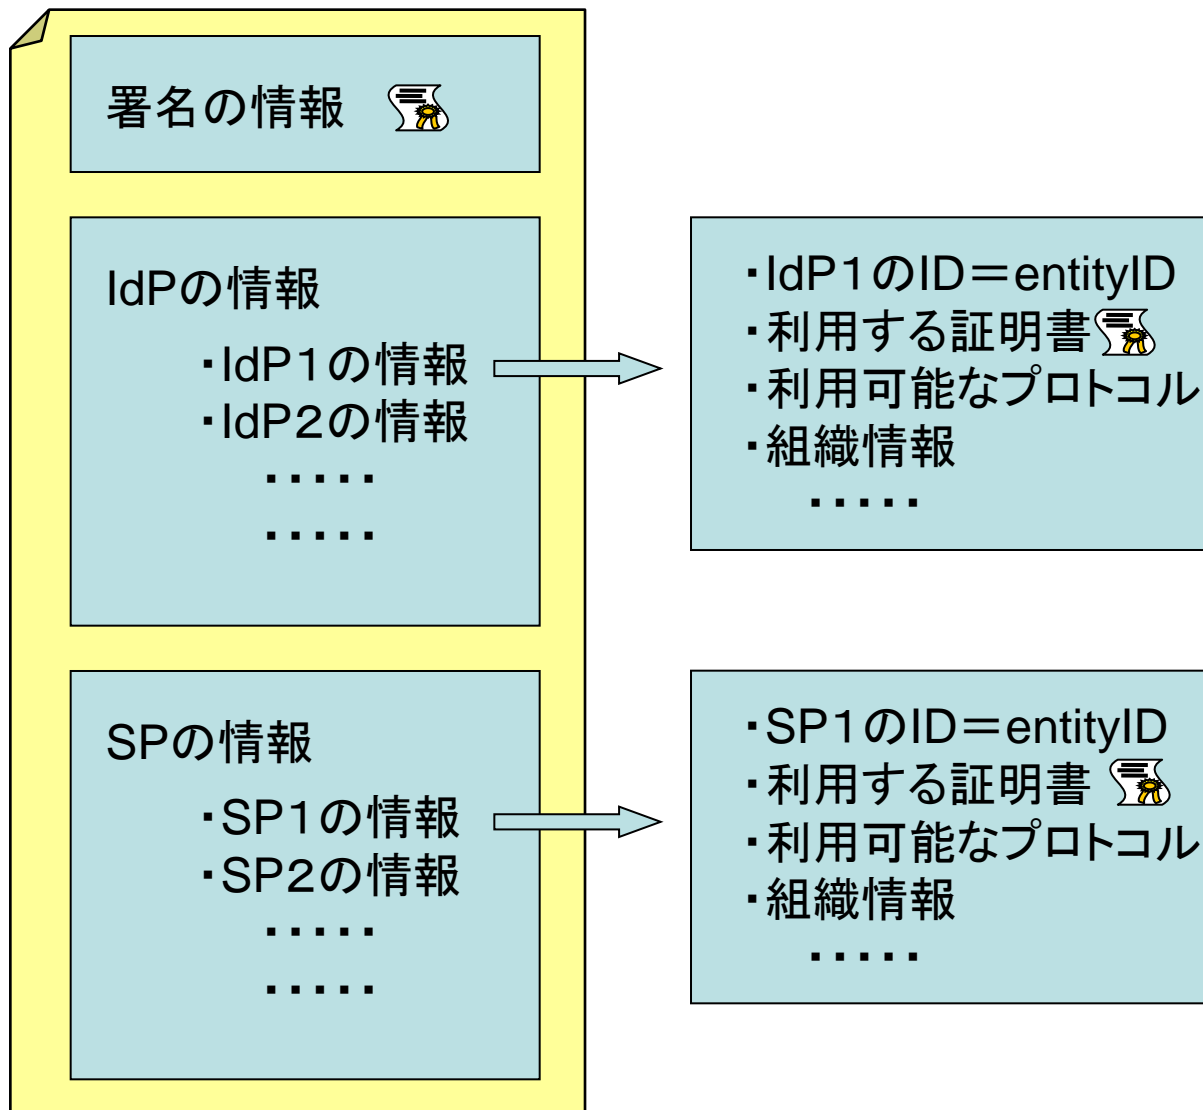 署名の情報
IdPの情報
・IdP1の情報
・IdP2の情報
・・・・・
・・・・・
SPの情報
・SP1の情報
・SP2の情報
・・・・・
・・・・・
・IdP1のID＝entityID
・利用する証明書
・利用可能なプロトコル
・組織情報
・・・・・
・SP1のID＝entityID
・利用する証明書
・利用可能なプロトコル
・組織情報
・・・・・